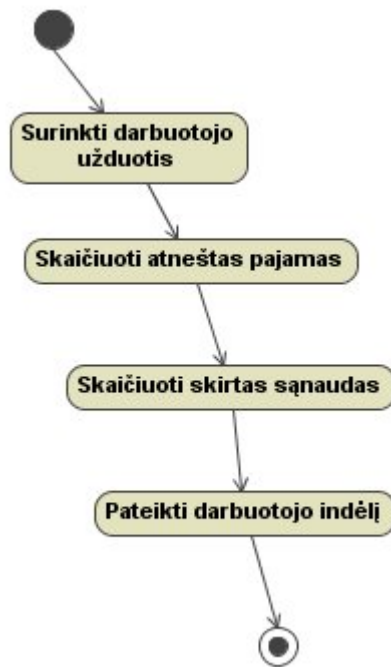 Surinkti darbuotojo
užduotis
Skaičiuoti atneštas pajamas
Skaičiuoti skirtas sąnaudas
Pateikti darbuotojo indėlį